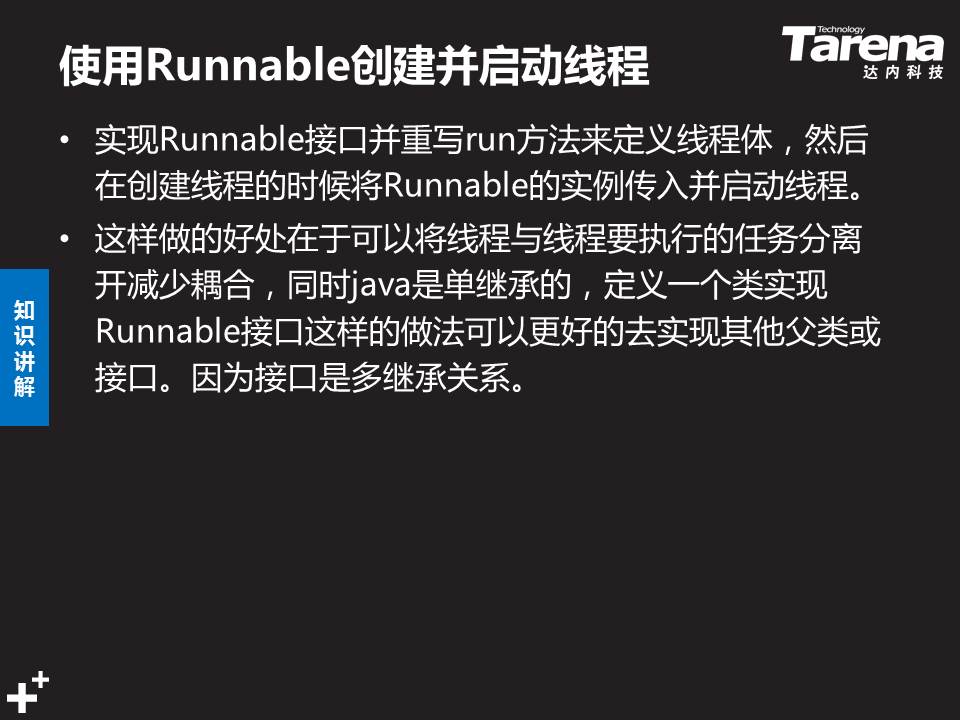 使用Runnable创建并启动线程
Technology
Tarena
达内科技
• 实现Runnable接口并重写run方法来定义线程体，然后
在创建线程的时候将Runnable的实例传入并启动线程。
• 这样做的好处在于可以将线程与线程要执行的任务分离
开减少耦合，同时java是单继承的，定义一个类实现
Runnable接口这样的做法可以更好的去实现其他父类或
接口。因为接口是多继承关系。
知
识
讲
解